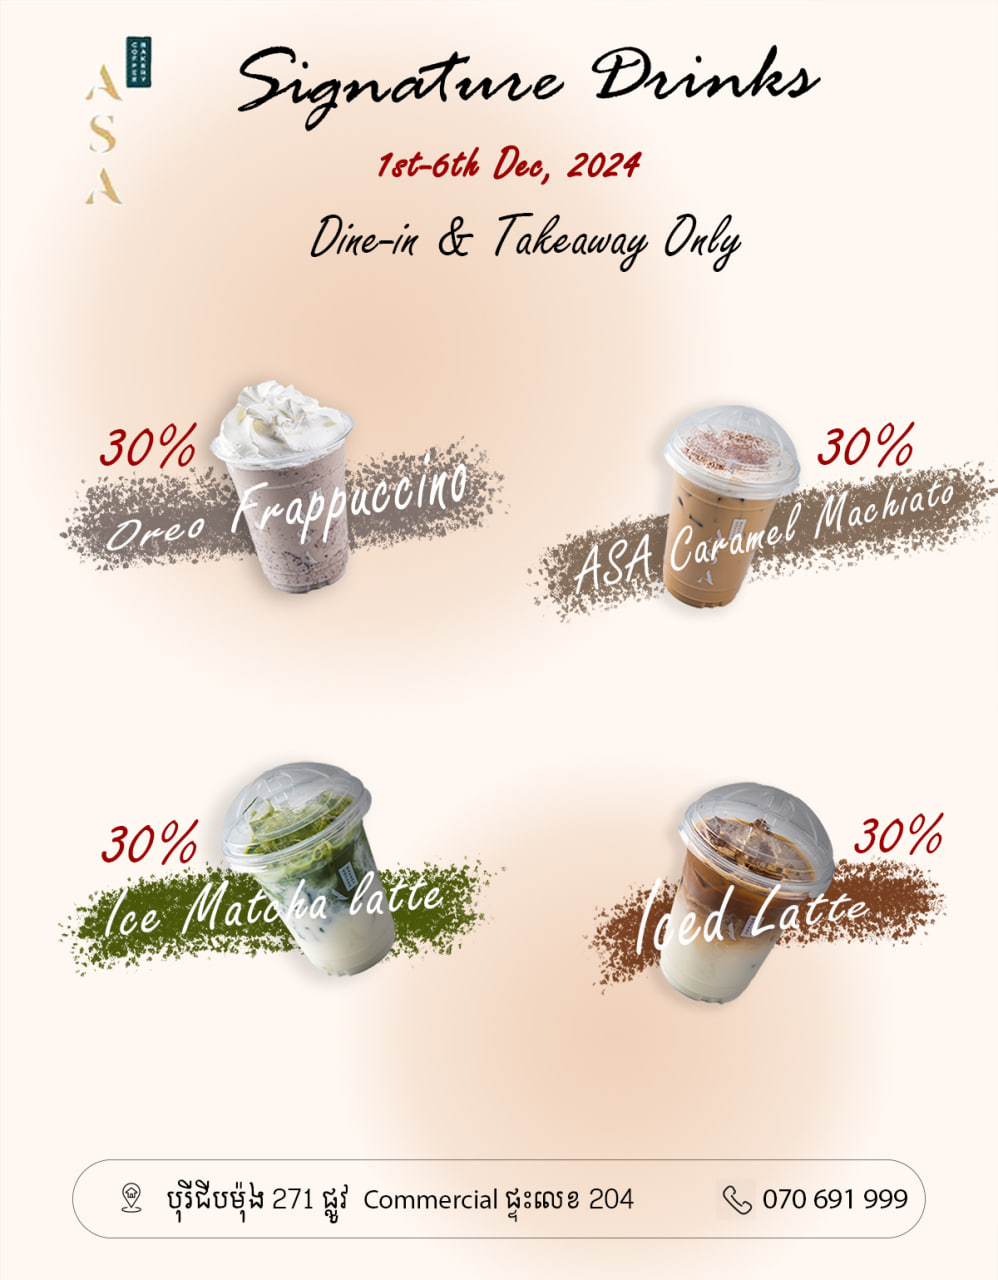 A
S
A
COFFEE
BAKERY
Signature Drinks
1st-6th Dec, 2024
Dine-in & Takeaway Only
30%
Oreo Frappuccino
30%
ASA Caramel Machiato
30%
Ice Matcha latte
30%
Iced Latte
បុរីជីបម៉ុង 271 ផ្លូវ Commercial ផ្ទះលេខ 204
070 691 999